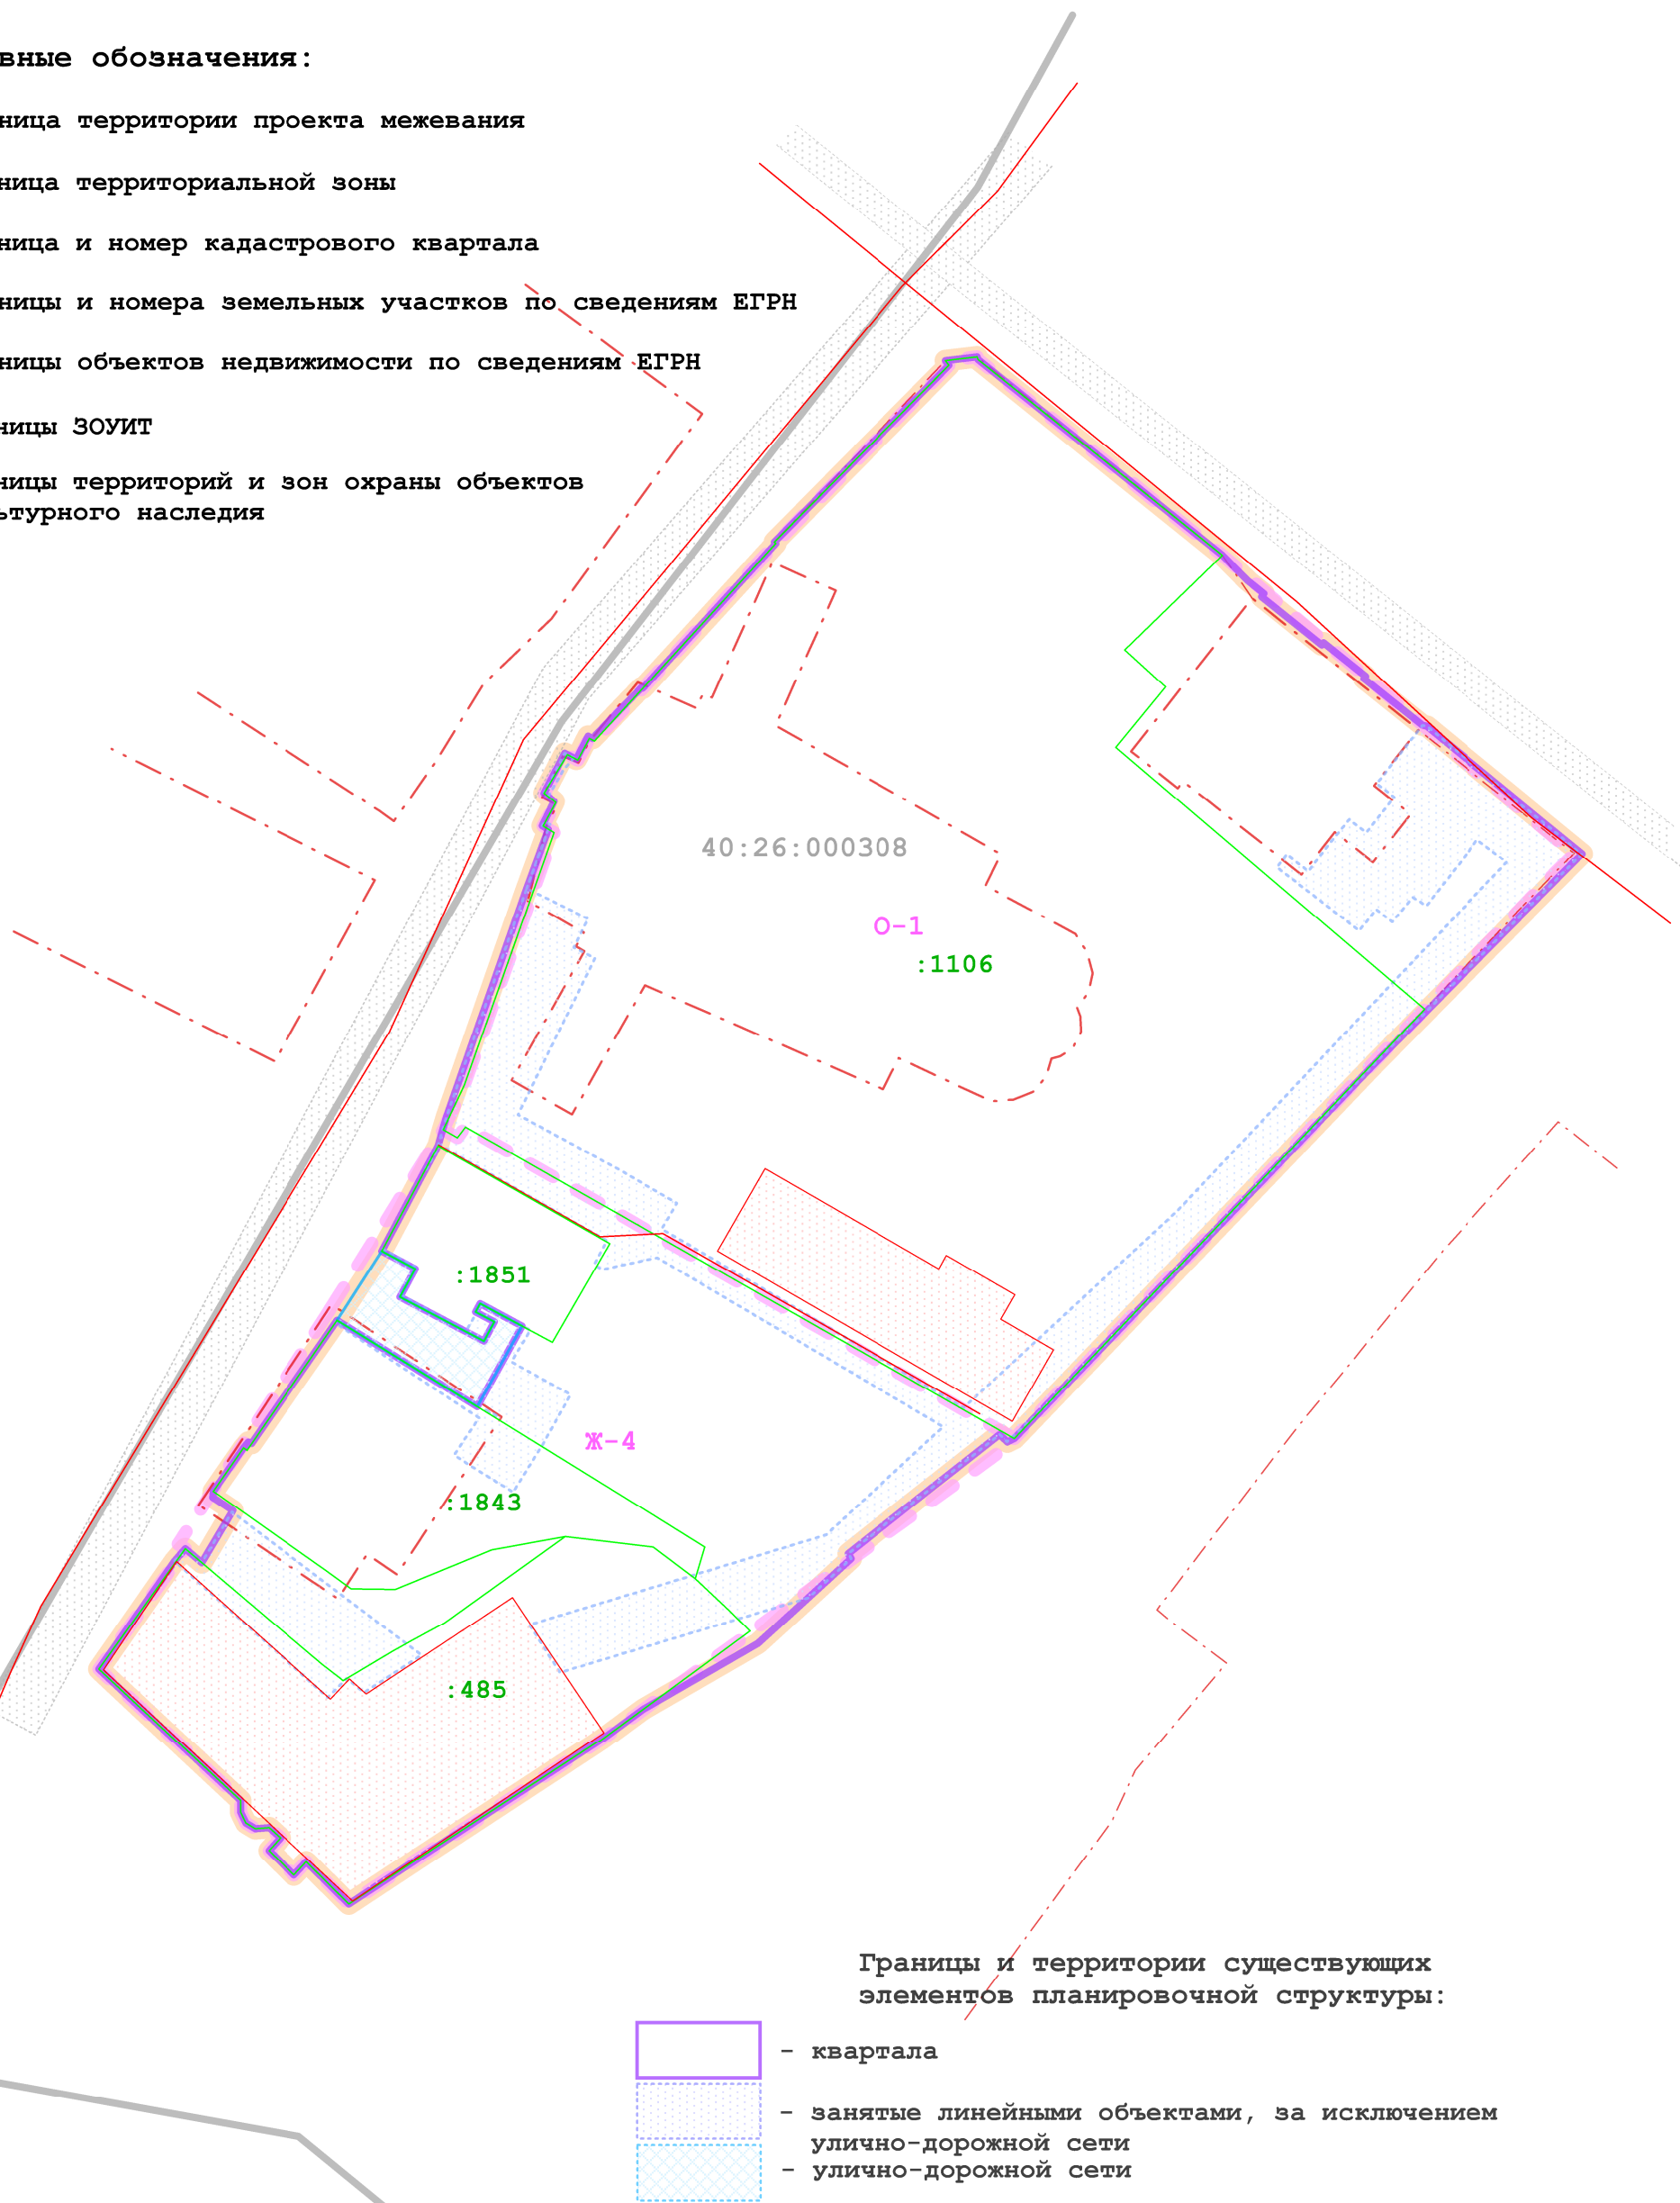 вные обозначения:
ница территории проекта межевания
ница территориальной зоны
ница и номер кадастрового квартала
ницы и номера земельных участков по сведениям ЕГРН
ницы объектов недвижимости по сведениям ЕГРН
ницы ЗОУИТ
ницы территорий и зон охраны объектов
ьтурного наследия
40:26:000308
О-1
:1106
:1851
Ж-4
:1843
:485
Границы и территории существующих
элементов планировочной структуры:
- квартала
- занятые линейными объектами, за исключением
улично-дорожной сети
- улично-дорожной сети